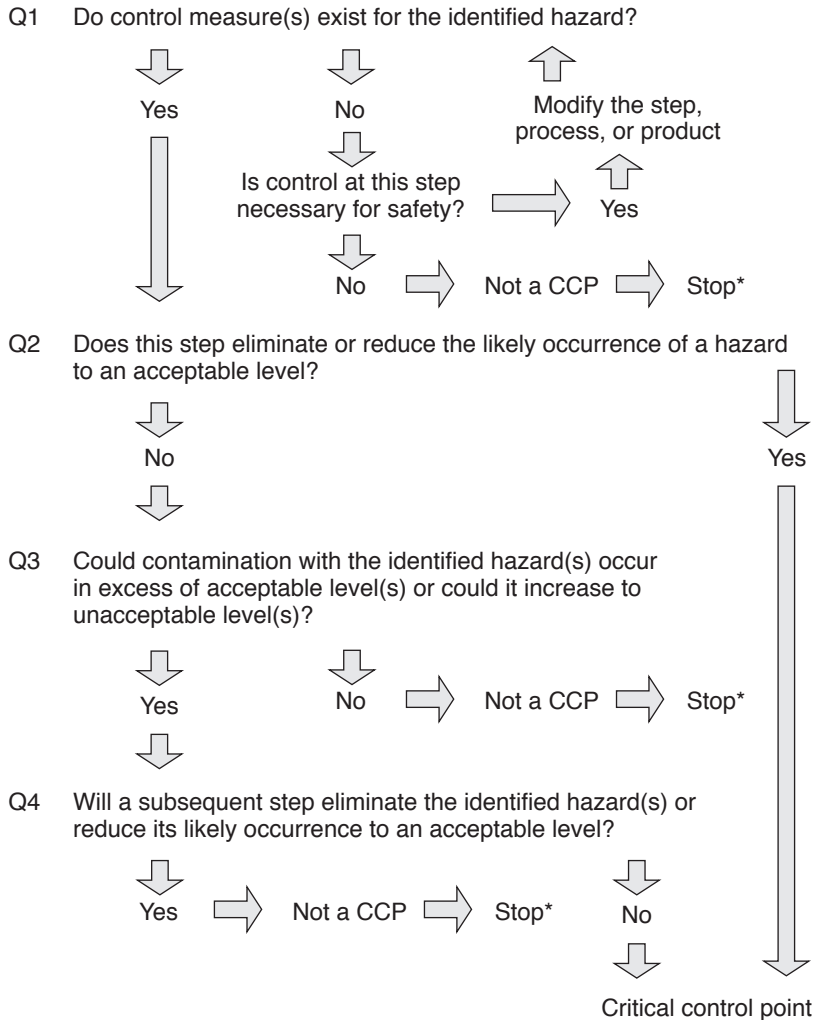 Q1 Do control measure(s) exist for the identified hazard?
Yes No Modify the step,
process, or product
Is control at this step
necessary for safety? Yes
No Not a CCP Stop*
Q2 Does this step eliminate or reduce the likely occurrence of a hazard
to an acceptable level?
No Yes
Q3 Could contamination with the identified hazard(s) occur
in excess of acceptable level(s) or could it increase to
unacceptable level(s)?
Yes No Not a CCP Stop*
Q4 Will a subsequent step eliminate the identified hazard(s) or
reduce its likely occurrence to an acceptable level?
Yes Not a CCP Stop* No
Critical control point